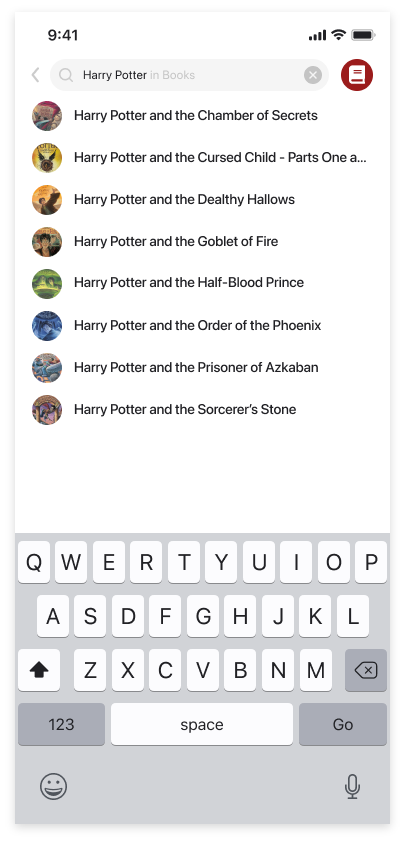 9:41
Harry Potter in Books
Harry Potter and the Chamber of Secrets
Harry Potter and the Cursed Child - Parts One a...
Harry Potter and the Dealthy Hallows
Harry Potter and the Goblet of Fire
Harry Potter and the Half-Blood Prince
Harry Potter and the Order of the Phoenix
Harry Potter and the Prisoner of Azkaban
Harry Potter and the Sorcerer’s Stone
Q W E R T Y U I O P
A S D F G H J K L
Z X C V B N M
123 space Go